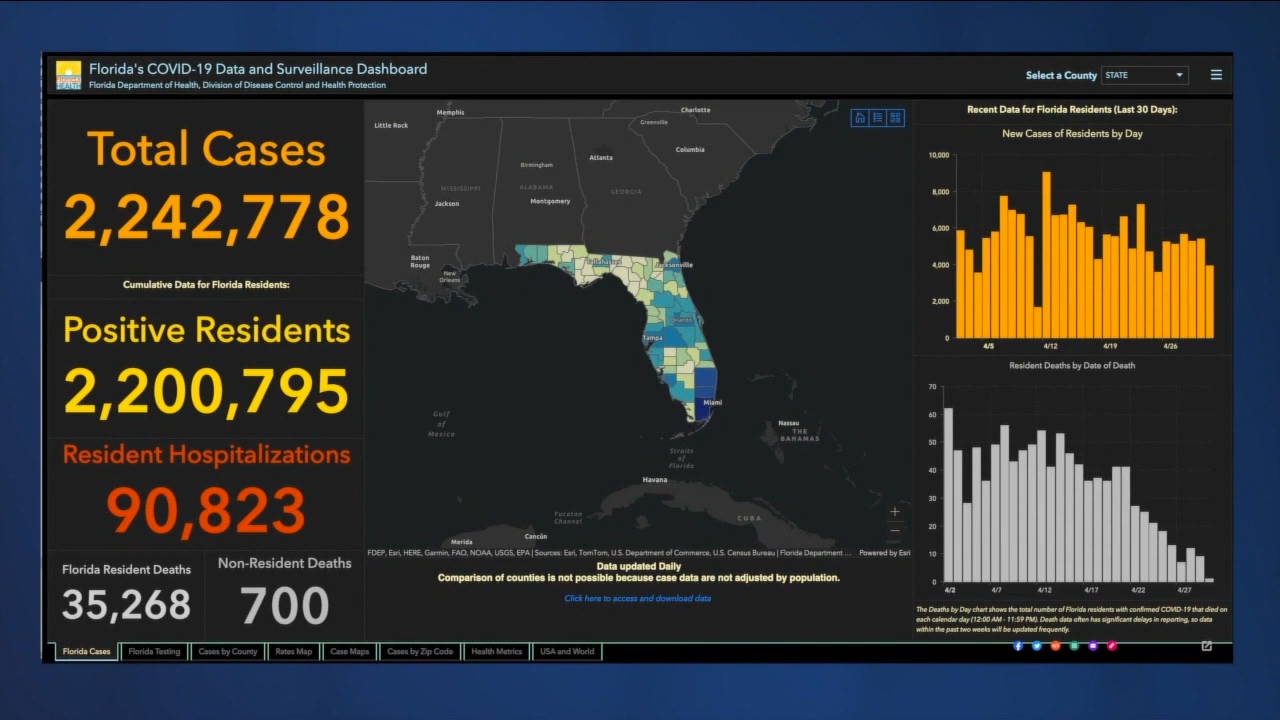 Florida's COVID-19 Data and Surveillance Dashboard
Florida Department of Health, Division of Disease Control and Health Protection
Select a County
STATE
Total Cases
2,242,778
Cumulative Data for Florida Residents:
Positive Residents
2,200,795
Resident Hospitalizations
90,823
Florida Resident Deaths
35,268
Non-Resident Deaths
700
Memphis
Charlotte
Little Rock
Greenville
Columbia
Atlanta
Birmingham
MISSISSIPPI
ALABAMA
GEORGIA
Jackson
Montgomery
Baton
Rouge
New
Orleans
Tallahassee
Jacksonville
Orlando
Tampa
Miami
Gulf
of
Mexico
Nassau
THE
BAHAMAS
Straits
of
Florida
Havana
CUBA
Yucatan
Channel
Cancún
Merida
+
−
FDEP, Esri, HERE, Garmin, FAO, NOAA, USGS, EPA | Sources: Esri, TomTom, U.S. Department of Commerce, U.S. Census Bureau | Florida Department ...
Powered by Esri
Data updated Daily
Comparison of counties is not possible because case data are not adjusted by population.
Click here to access and download data
Recent Data for Florida Residents (Last 30 Days):
New Cases of Residents by Day
10,000
8,000
6,000
4,000
2,000
0
4/5 4/12 4/19 4/26
Resident Deaths by Date of Death
70
60
50
40
30
20
10
0
4/2 4/7 4/12 4/17 4/22 4/27
The Deaths by Day chart shows the total number of Florida residents with confirmed COVID-19 that died on
each calendar day (12:00 AM - 11:59 PM). Death data often has significant delays in reporting, so data
within the past two weeks will be updated frequently.
Florida Cases
Florida Testing
Cases by County
Rates Map
Case Maps
Cases by Zip Code
Health Metrics
USA and World